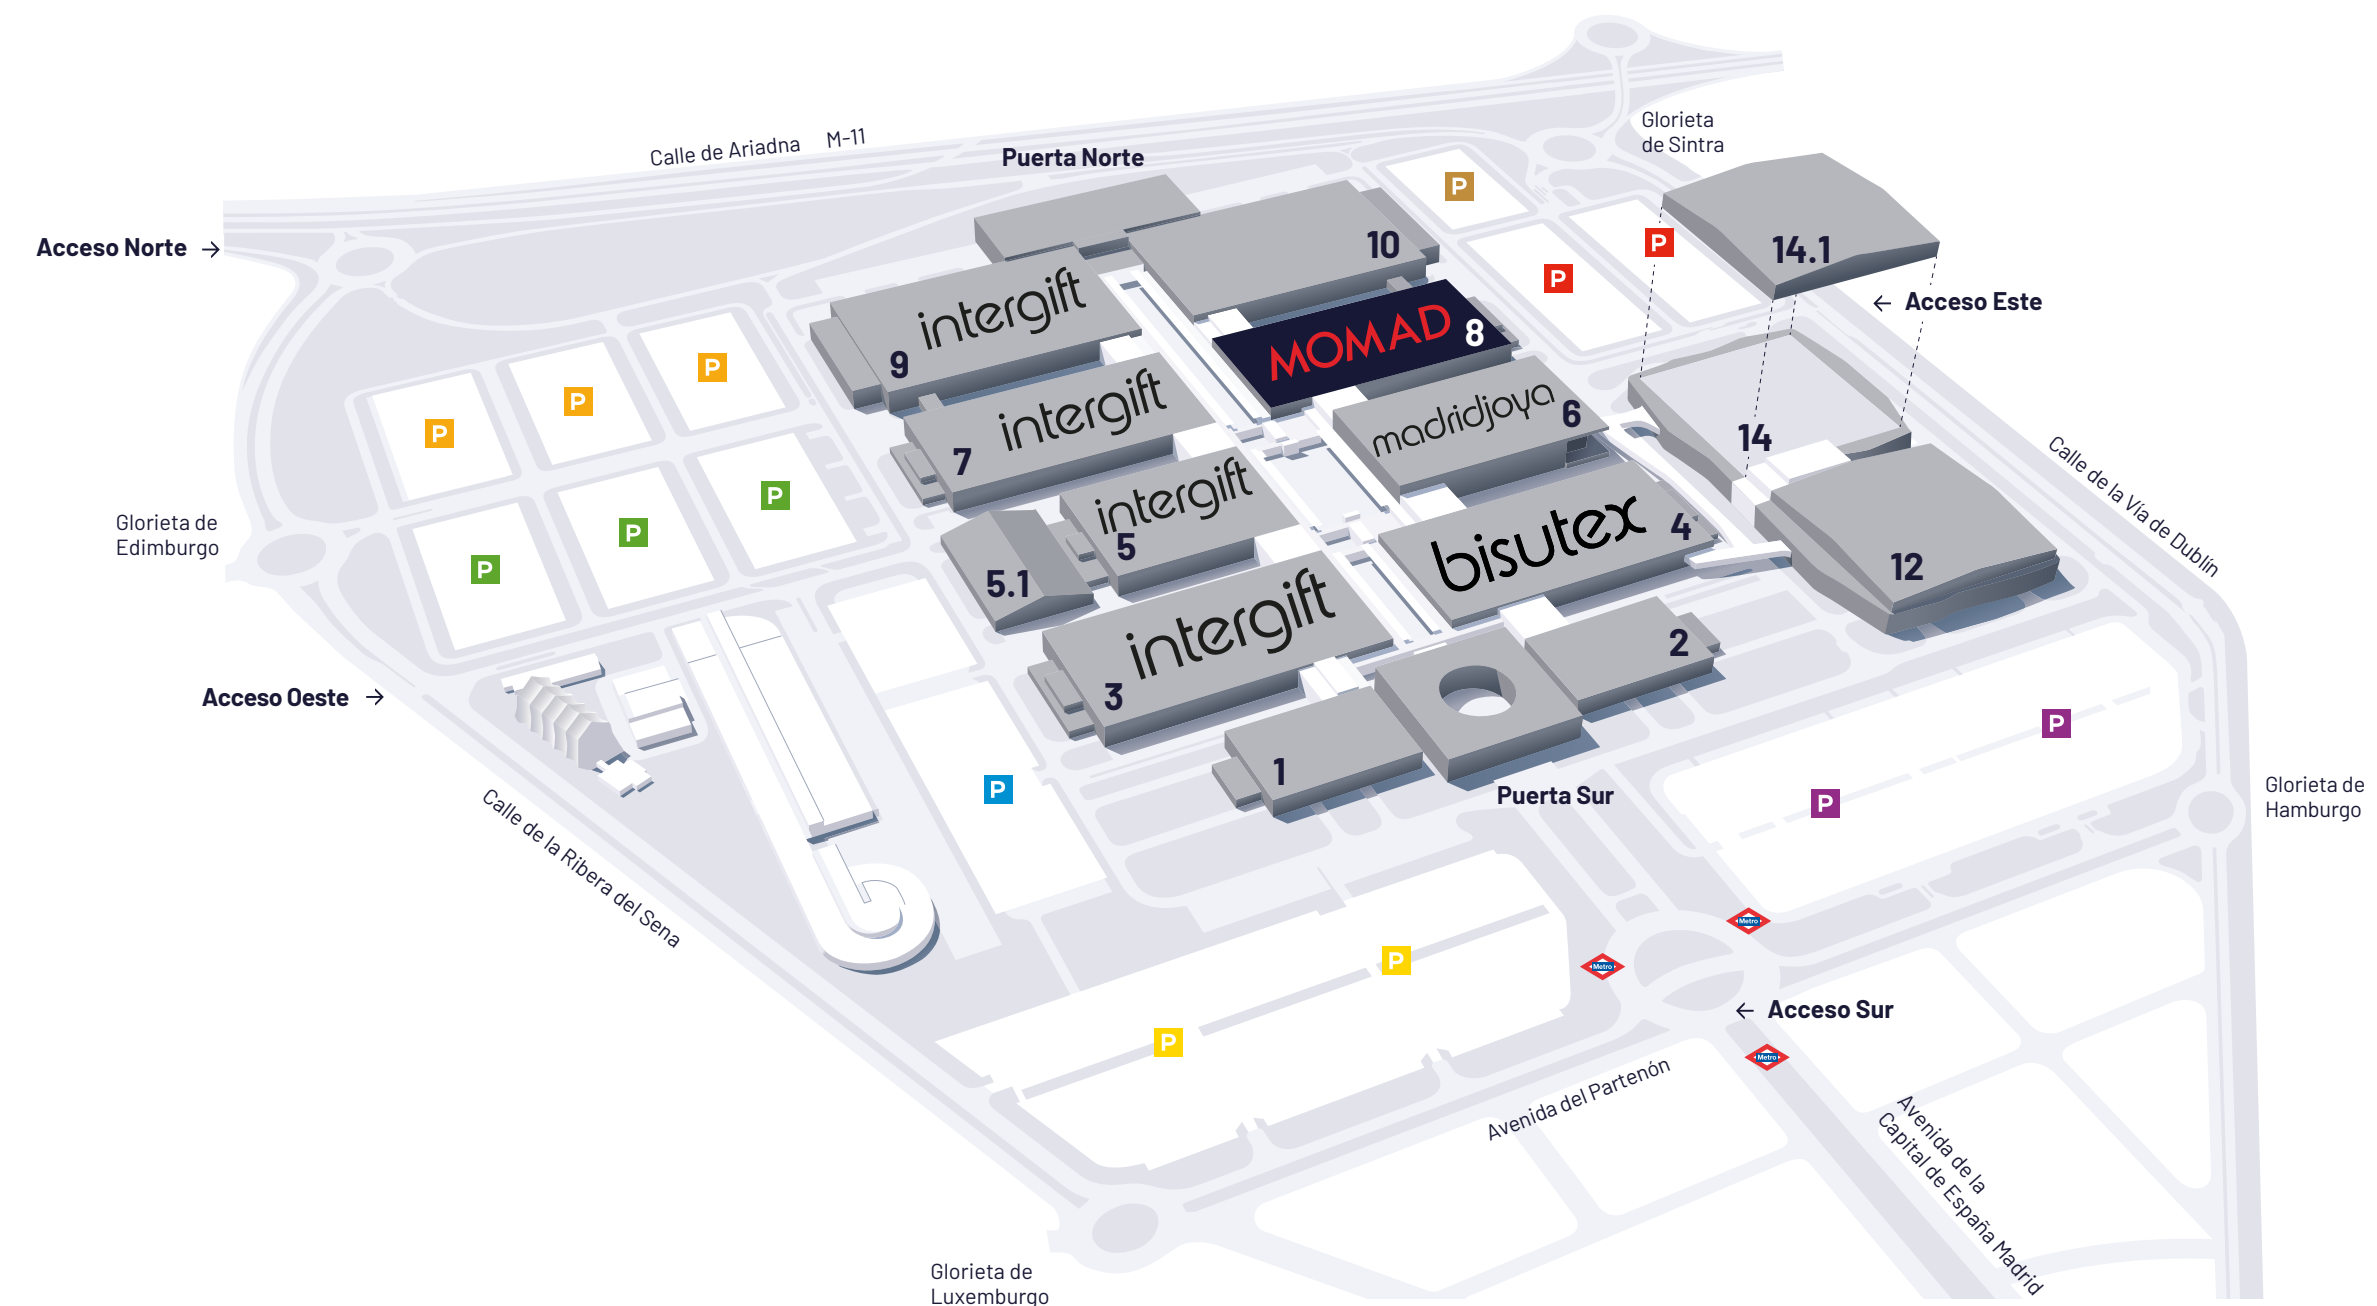 Calle de Ariadna M-11
Puerta Norte
Glorieta
de Sintra
P
Acceso Norte
10
P
P
14.1
Acceso Este
intergift
9
MOMAD
8
P
P
P
intergift
7
madridjoya
6
14
Calle de la Vía de Dublín
P
P
P
Glorieta de
Edimburgo
intergift
5
5.1
bisutex
4
12
intergift
3
2
Acceso Oeste
P
1
Puerta Sur
P
P
Glorieta de
Hamburgo
Calle de la Ribera del Sena
P
P
P
Metro
Metro
Acceso Sur
Metro
Avenida del Partenón
Avenida de la
Capital de España Madrid
Glorieta de
Luxemburgo